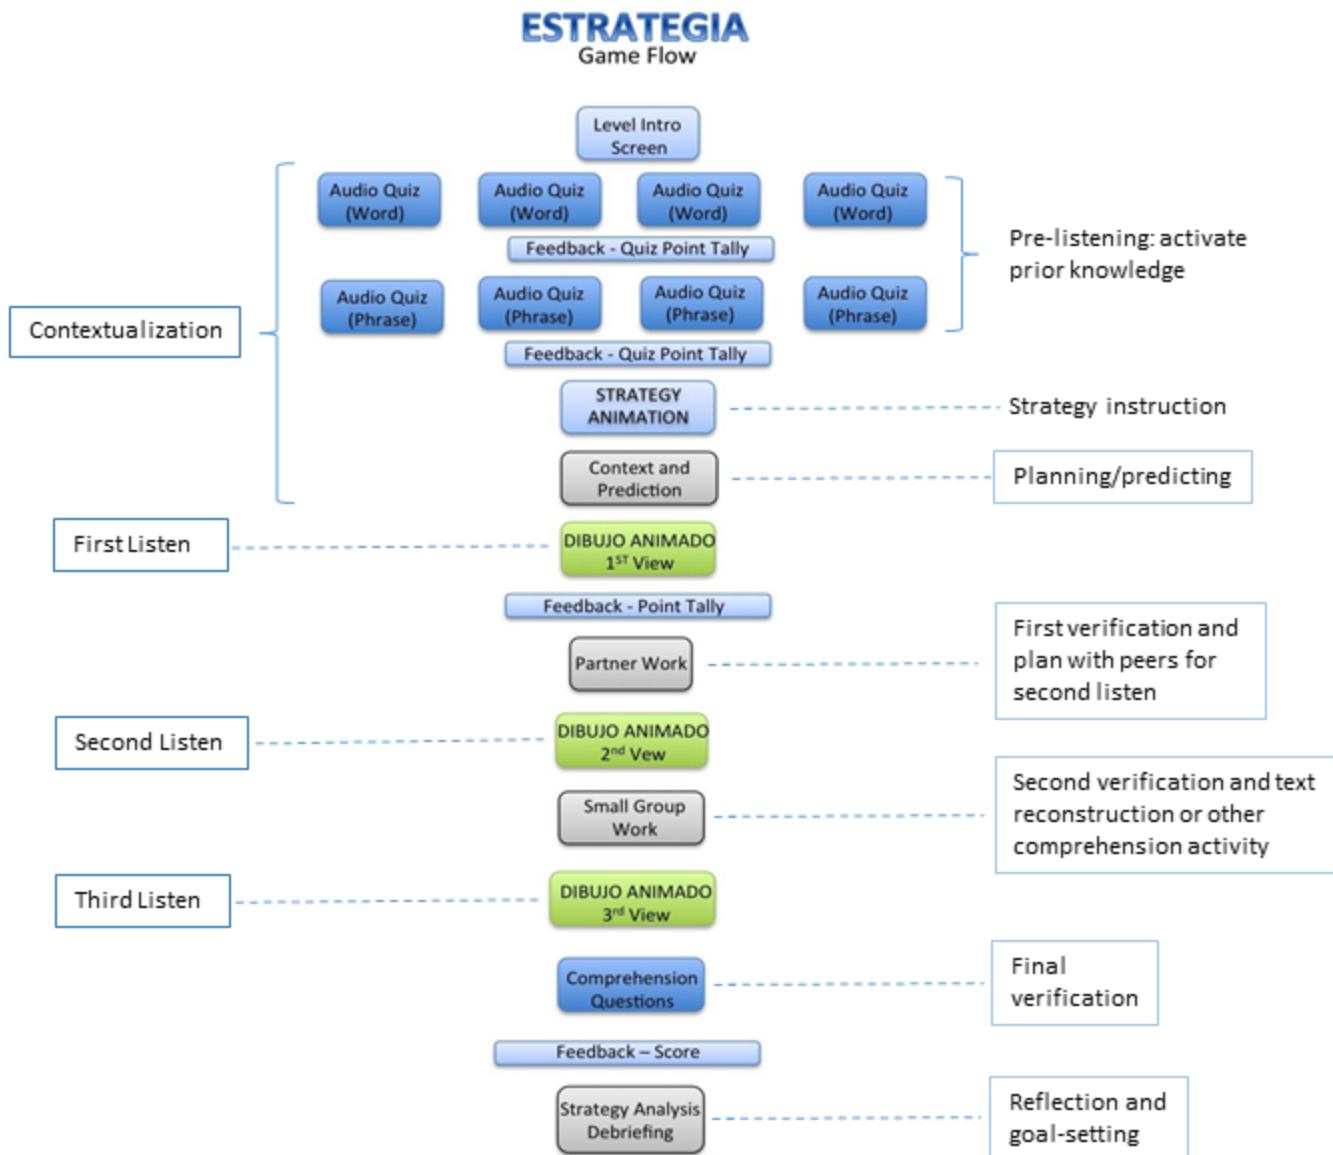 ESTRATEGIA
Game Flow
Level Intro
Screen
Audio Quiz
(Word)
Audio Quiz
(Word)
Audio Quiz
(Word)
Audio Quiz
(Word)
Feedback - Quiz Point Tally
Pre-listening: activate
prior knowledge
Audio Quiz
(Phrase)
Audio Quiz
(Phrase)
Audio Quiz
(Phrase)
Audio Quiz
(Phrase)
Contextualization
Feedback - Quiz Point Tally
STRATEGY
ANIMATION
Strategy instruction
Context and
Prediction
Planning/predicting
First Listen
DIBUJO ANIMADO
1ST View
Feedback - Point Tally
Partner Work
First verification and
plan with peers for
second listen
Second Listen
DIBUJO ANIMADO
2nd Vew
Small Group
Work
Second verification and text
reconstruction or other
comprehension activity
Third Listen
DIBUJO ANIMADO
3rd View
Comprehension
Questions
Final
verification
Feedback – Score
Strategy Analysis
Debriefing
Reflection and
goal-setting